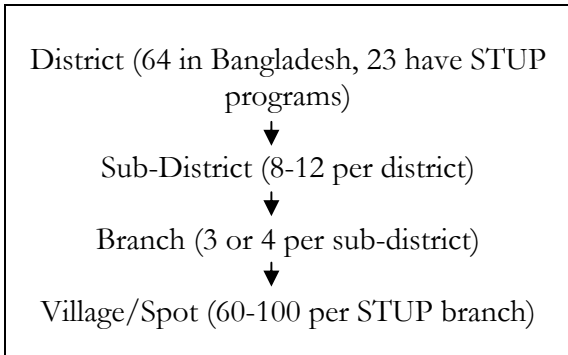 District (64 in Bangladesh, 23 have STUP
programs)
Sub-District (8-12 per district)
Branch (3 or 4 per sub-district)
Village/Spot (60-100 per STUP branch)